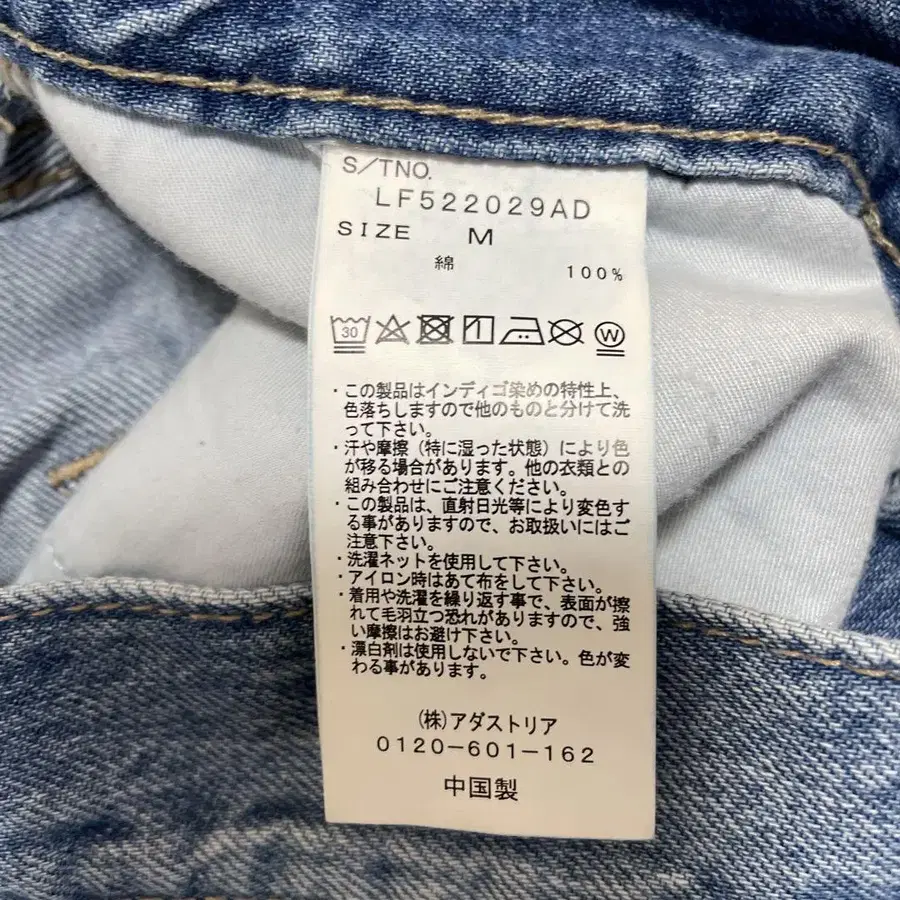 S/TNO.
LF522029AD
SIZE M
綿 100%
30 W
・この製品はインディゴ染めの特性上、
色落ちしますので他のものと分けて洗
って下さい。
・汗や摩擦（特に湿った状態）により色
が移る場合があります。他の衣類との
組み合わせにご注意ください。
・この製品は、直射日光等により変色す
る事がありますので、お取扱いにはご
注意下さい。
・洗濯ネットを使用して下さい。
・アイロン時はあて布をして下さい。
・着用や洗濯を繰り返す事で、表面が擦
れて毛羽立つ恐れがありますので、強
い摩擦はお避け下さい。
・漂白剤は使用しないで下さい。色が変
わる事があります。
(株)アダストリア
0120-601-162
中国製